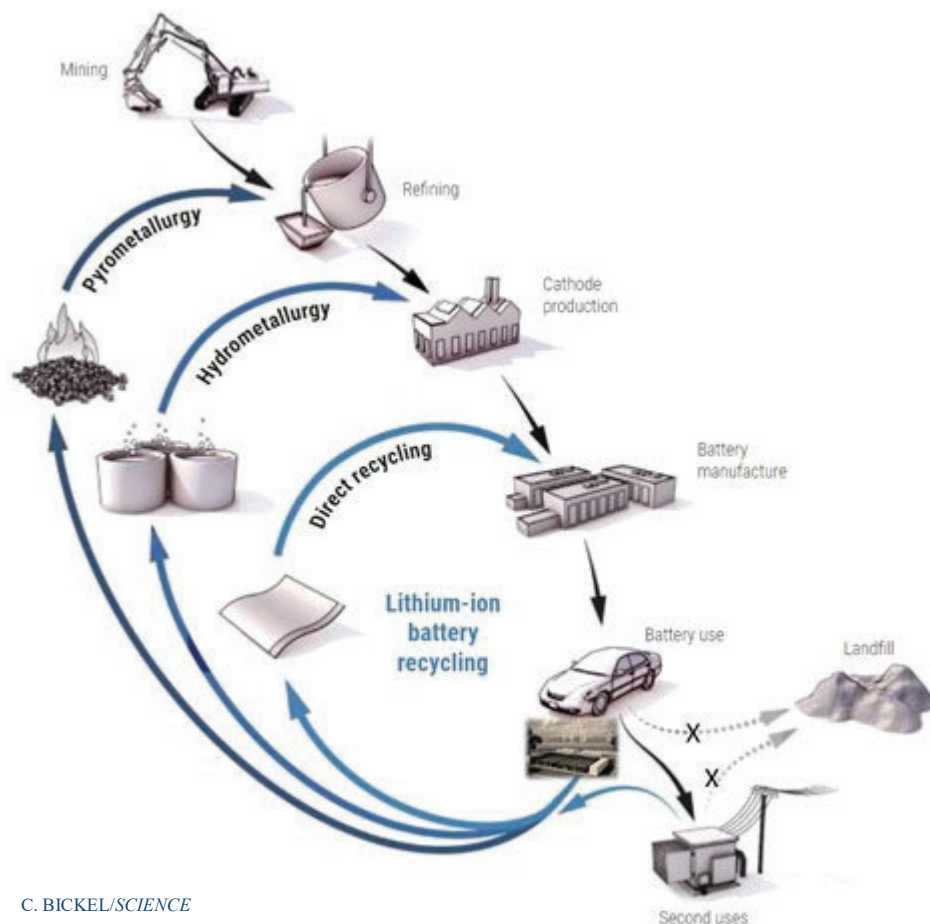 Mining
Refining
Pyrometallurgy
Cathode
production
Hydrometallurgy
Battery
manufacture
Direct recycling
Lithium-ion
battery
recycling
Battery use
Landfill
X
X
Second uses
C. BICKEL/SCIENCE